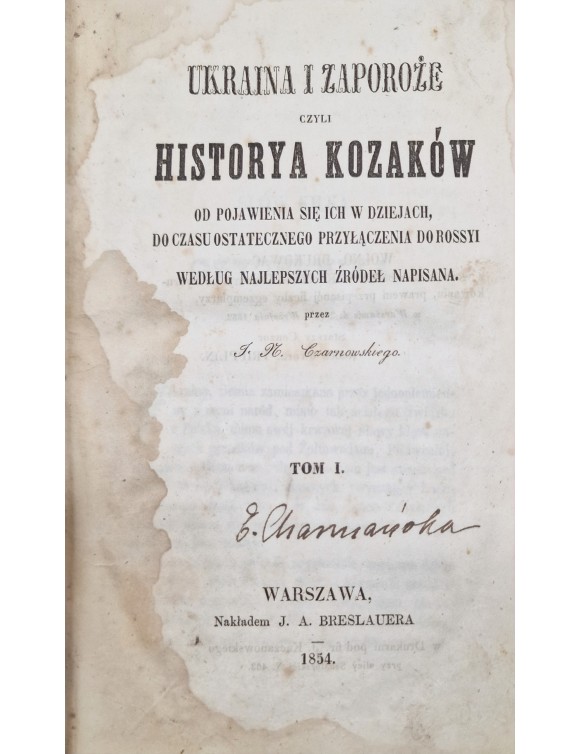 UKRAINA I ZAPOROŻE
CZYLI
HISTORYA KOZAKÓW
OD POJAWIENIA SIĘ ICH W DZIEJACH,
DO CZASU OSTATECZNEGO PRZYŁĄCZENIA DO ROSSYI
WEDŁUG NAJLEPSZYCH ŹRÓDEŁ NAPISANA.
przez
J. N. Czarnowskiego.
TOM I.
WARSZAWA,
Nakładem J. A. BRESLAUERA
1854.